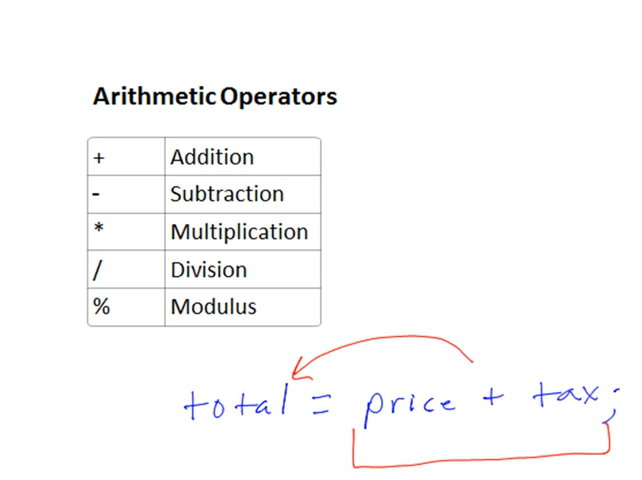 Arithmetic Operators
+ Addition
- Subtraction
* Multiplication
/ Division
% Modulus
total = price + tax;